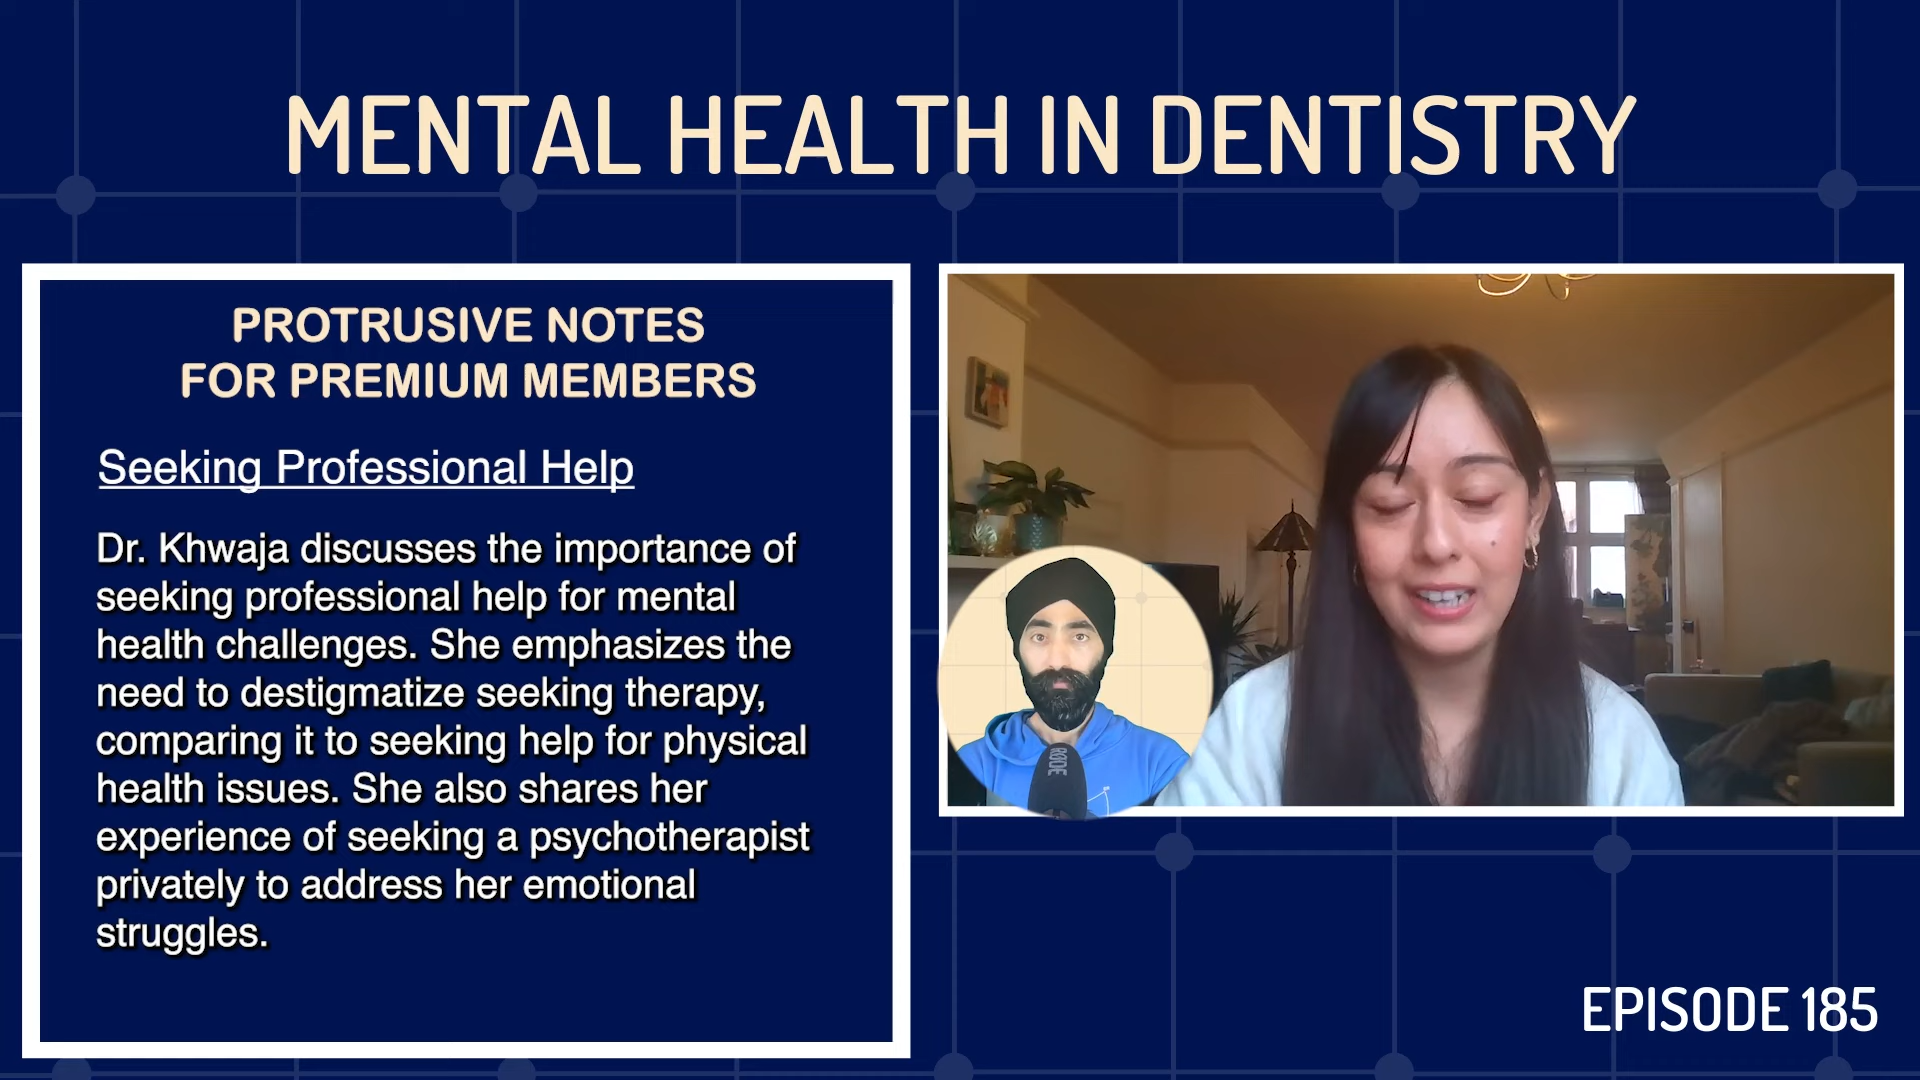 MENTAL HEALTH IN DENTISTRY
PROTRUSIVE NOTES
FOR PREMIUM MEMBERS
Seeking Professional Help
Dr. Khwaja discusses the importance of
seeking professional help for mental
health challenges. She emphasizes the
need to destigmatize seeking therapy,
comparing it to seeking help for physical
health issues. She also shares her
experience of seeking a psychotherapist
privately to address her emotional
struggles.
RØDE
EPISODE 185